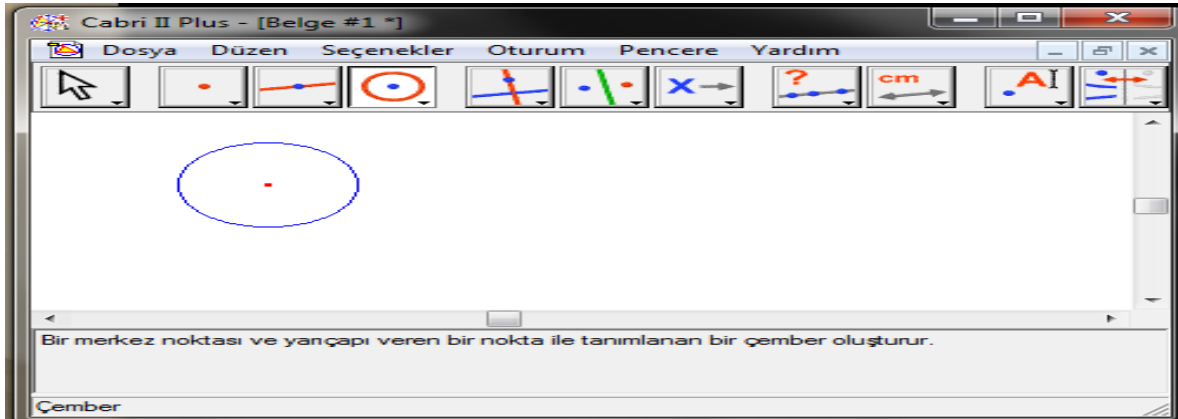 Cabri II Plus - [Belge #1 *]
Dosya Düzen Seçenekler Oturum Pencere Yardım
X ? cm A
Bir merkez noktası ve yarıçapı veren bir nokta ile tanımlanan bir çember oluşturur.
Çember